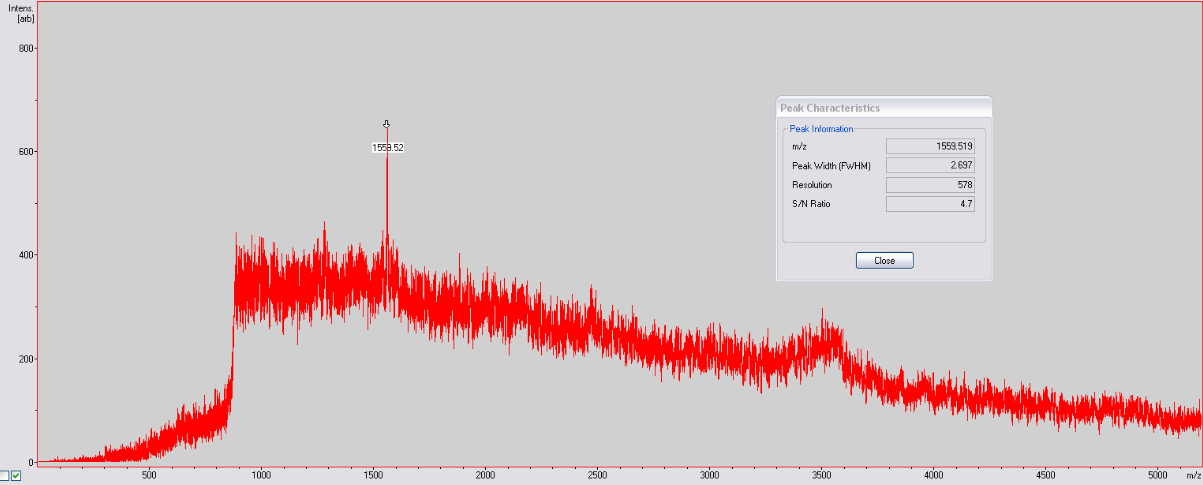 Intens.
[arb]
800
600
400
200
0
1559.52
Peak Characteristics
Peak Information
m/z 1559.519
Peak Width (FWHM) 2.697
Resolution 578
S/N Ratio 4.7
Close
500 1000 1500 2000 2500 3000 3500 4000 4500 5000 m/z